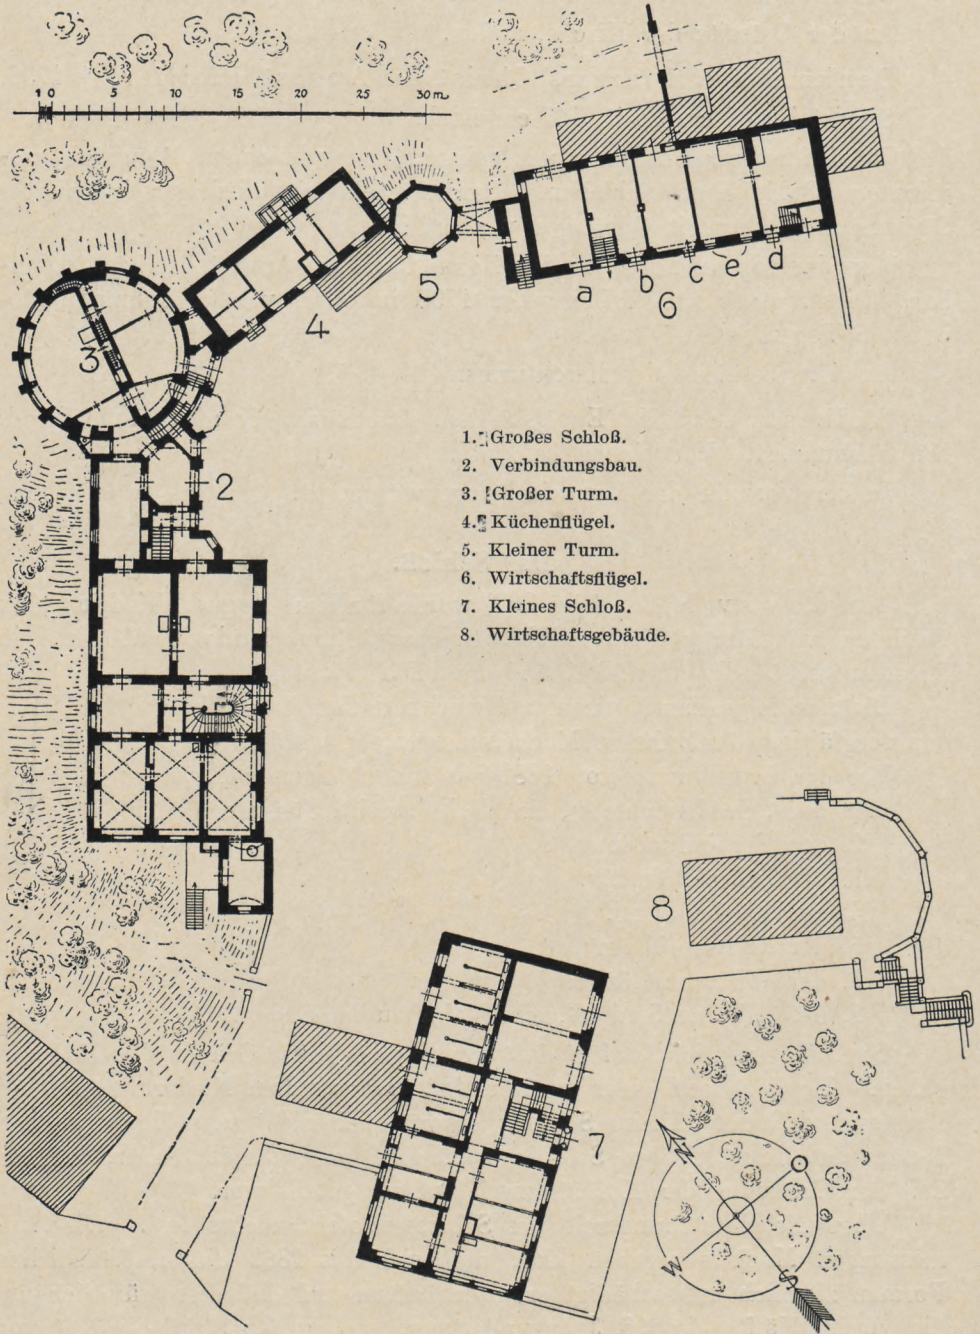 1 0 5 10 15 20 25 30 m.
5
4
3
2
a b c e d
6
1. Großes Schloß.
2. Verbindungsbau.
3. Großer Turm.
4. Küchenflügel.
5. Kleiner Turm.
6. Wirtschaftsflügel.
7. Kleines Schloß.
8. Wirtschaftsgebäude.
8
7
N
O
W
S